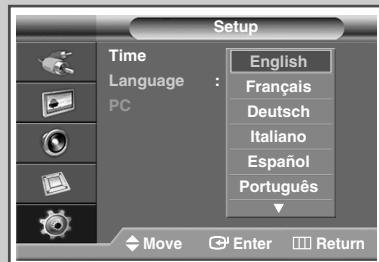 Setup
Time
Language :
PC
English
Français
Deutsch
Italiano
Español
Português
Move Enter Return